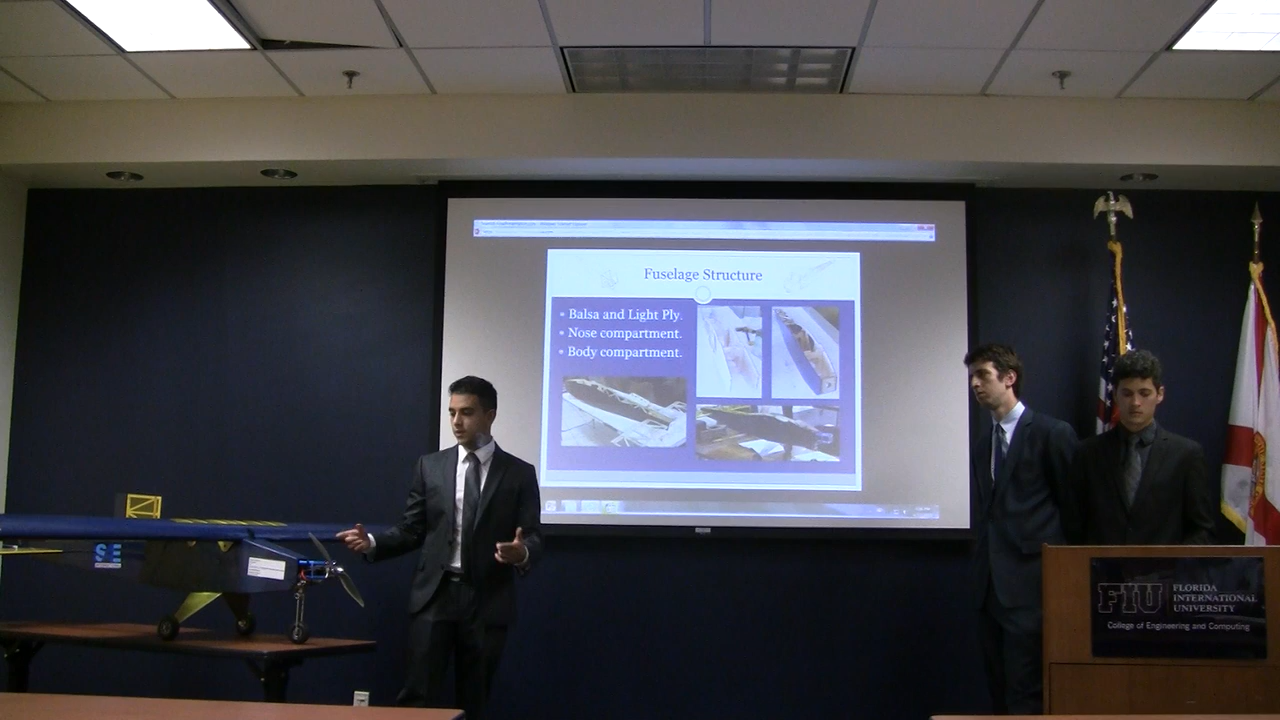 Fuselage Structure
• Balsa and Light Ply.
• Nose compartment.
• Body compartment.
FIU
FLORIDA
INTERNATIONAL
UNIVERSITY
College of Engineering and Computing